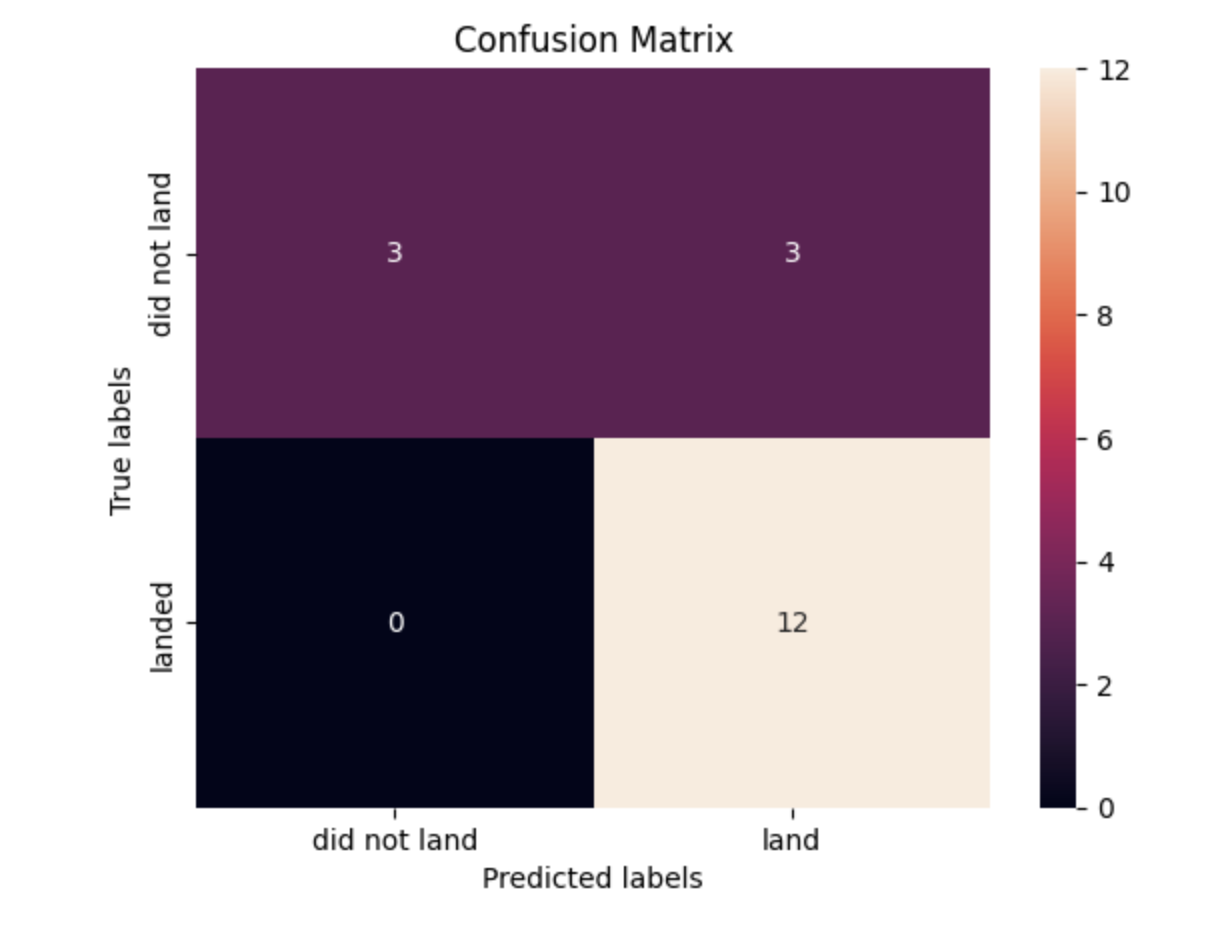 Confusion Matrix
True labels
did not land
landed
3
3
0
12
did not land
land
Predicted labels
12
10
8
6
4
2
0